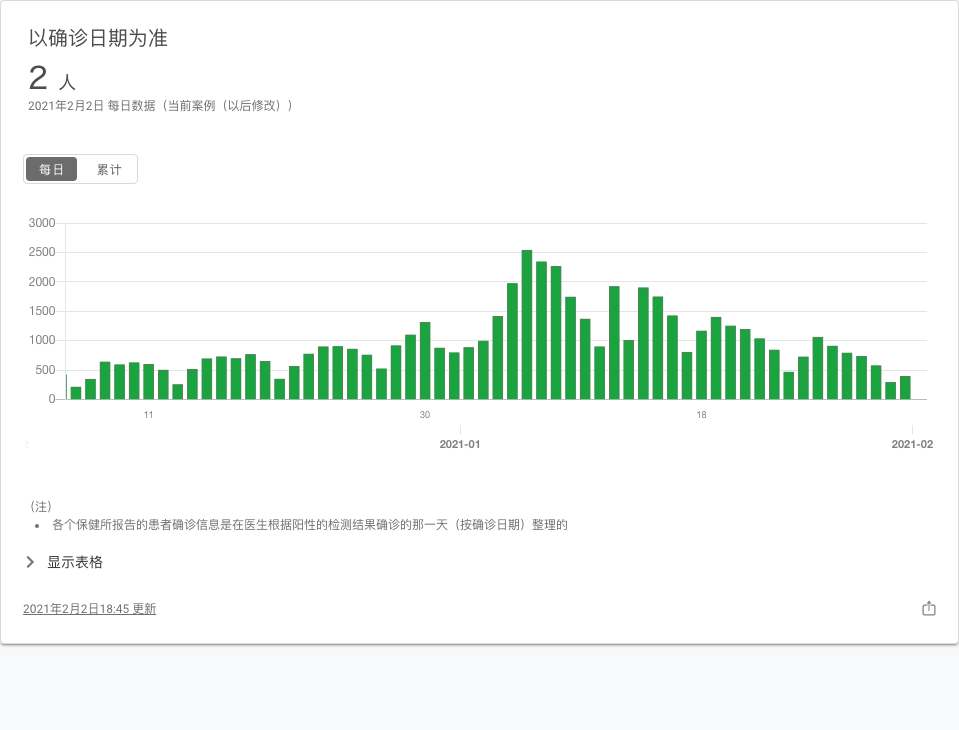 以确诊日期为准
2 人
2021年2月2日 每日数据（当前案例（以后修改））
每日 累计
3000
2500
2000
1500
1000
500
0
11 30 18
2021-01 2021-02
（注）
• 各个保健所报告的患者确诊信息是在医生根据阳性的检测结果确诊的那一天（按确诊日期）整理的
显示表格
2021年2月2日18:45 更新